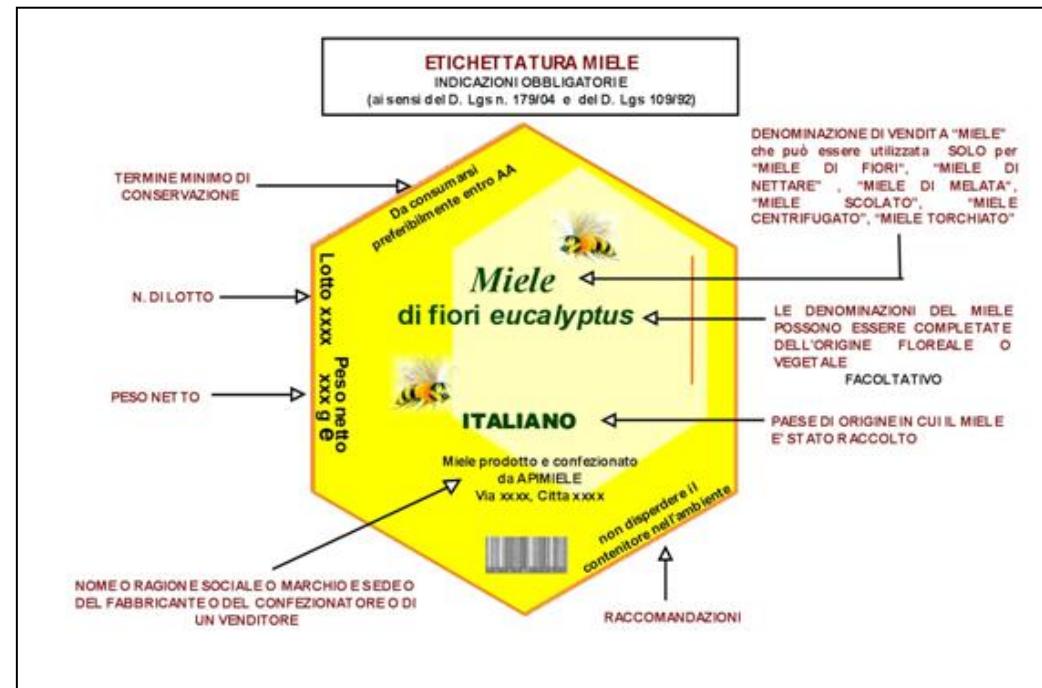 ETICHETTATURA MIELE
INDICAZIONI OBBLIGATORIE
(ai sensi del D. Lgs n. 179/04 e del D. Lgs 109/92)
TERMINE MINIMO DI
CONSERVAZIONE
Da consumarsi
preferibilmente entro AA
DENOMINAZIONE DI VENDITA “MIELE”
che può essere utilizzata SOLO per
“MIELE DI FIORI”, “MIELE DI
NETTARE” , “MIELE DI MELATA”,
“MIELE SCOLATO”, “MIELE
CENTRIFUGATO”, “MIELE TORCHIATO”
N. DI LOTTO
Lotto xxxx
Miele
di fiori eucalyptus
LE DENOMINAZIONI DEL MIELE
POSSONO ESSERE COMPLETATE
DELL'ORIGINE FLOREALE O
VEGETALE
FACOLTATIVO
PESO NETTO
Peso netto
xxx g e
ITALIANO
PAESE DI ORIGINE IN CUI IL MIELE
E' STATO RACCOLTO
Miele prodotto e confezionato
da APIMIELE
Via xxxx, Citta xxxx
non disperdere il
contenitore nell'ambiente
NOME O RAGIONE SOCIALE O MARCHIO E SEDE O
DEL FABBRICANTE O DEL CONFEZIONATORE O DI
UN VENDITORE
RACCOMANDAZIONI